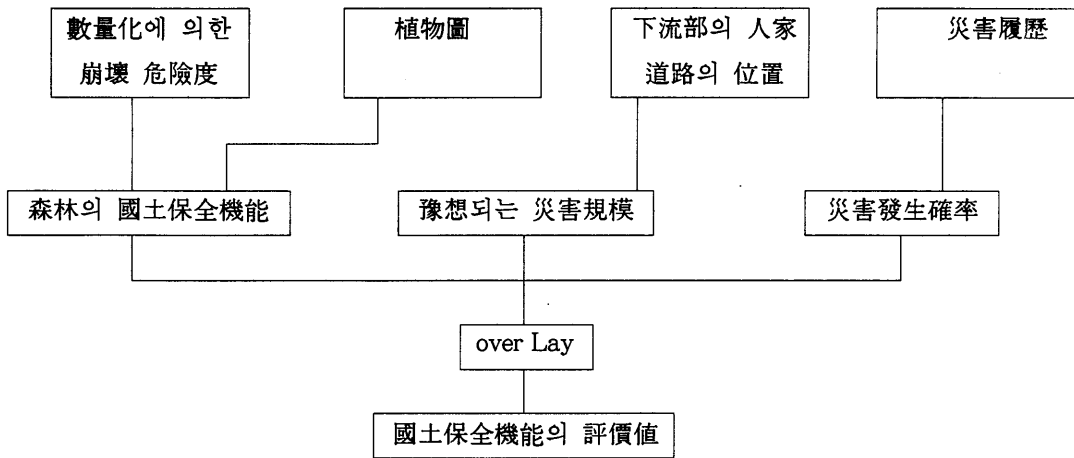 數量化에 의한
崩壞 危險度
植物圖
下流部의 人家
道路의 位置
災害履歷
森林의 國土保全機能
豫想되는 災害規模
災害發生確率
over Lay
國土保全機能의 評價値